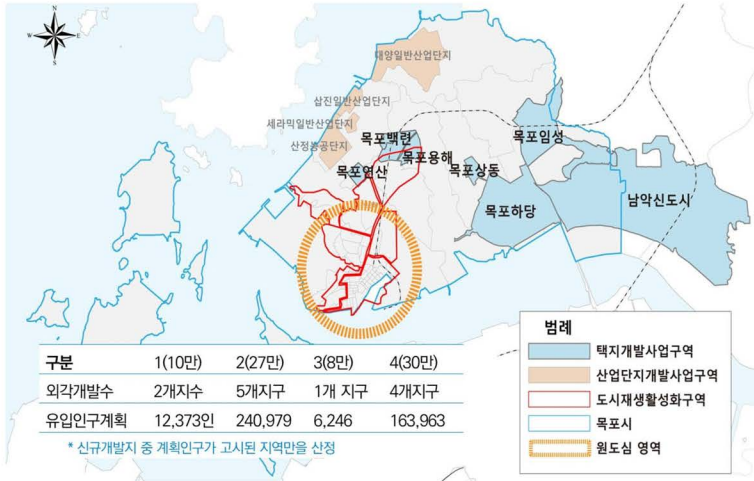 N
W E
S
대양일반산업단지
삽진일반산업단지
세라믹일반산업단지
산정농공단지
목포백련
목포용해
목포연산
목포상동
목포임성
목포하당
남악신도시
범례
택지개발사업구역
산업단지개발사업구역
도시재생활성화구역
목포시
원도심 영역
구분 1(10만) 2(27만) 3(8만) 4(30만)
외각개발수 2개지수 5개지구 1개 지구 4개지구
유입인구계획 12,373인 240,979 6,246 163,963
* 신규개발지 중 계획인구가 고시된 지역만을 산정